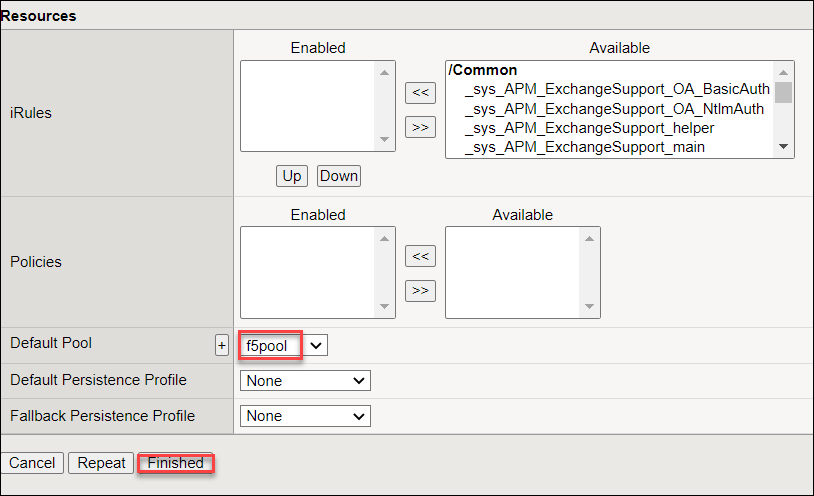 Resources
Enabled
Available
iRules
/Common
_sys_APM_ExchangeSupport_OA_BasicAuth
_sys_APM_ExchangeSupport_OA_NtlmAuth
_sys_APM_ExchangeSupport_helper
_sys_APM_ExchangeSupport_main
<<
>>
Up Down
Enabled
Available
Policies
<<
>>
Default Pool + f5pool
Default Persistence Profile None
Fallback Persistence Profile None
Cancel Repeat Finished